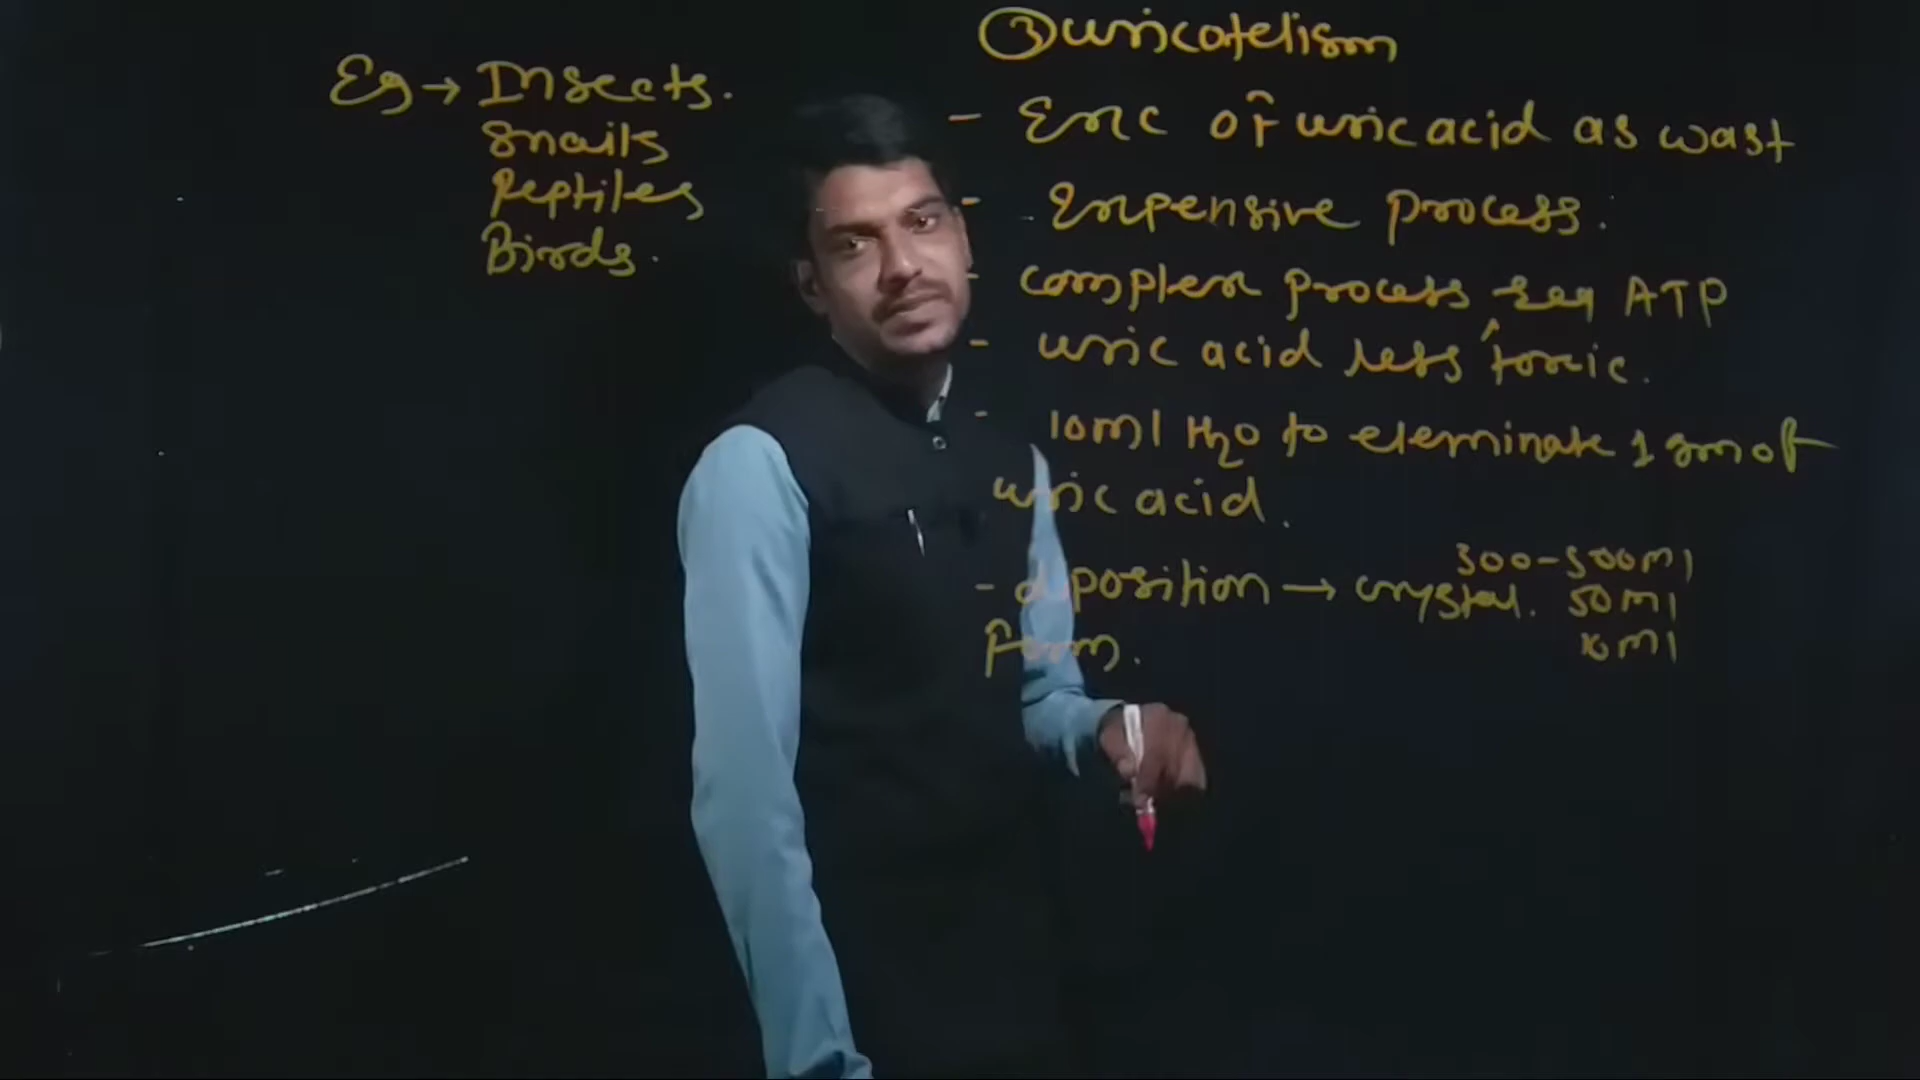 Eg → Insects.
Snails
Reptiles
Birds.
③ uricotelism
- Exc of uric acid as wast
- Expensive process.
- complex process req ATP
- uric acid less toxic.
- 10ml H2O to eleminate 1 gm of
uric acid.
- deposition → crystal.
form.
300-500ml
50ml
10ml